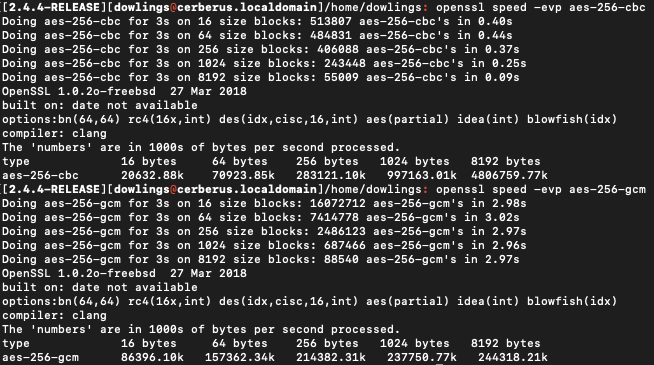 [[2.4.4-RELEASE][dowlings@cerberus.localdomain]/home/dowlings: openssl speed -evp aes-256-cbc
Doing aes-256-cbc for 3s on 16 size blocks: 513807 aes-256-cbc's in 0.40s
Doing aes-256-cbc for 3s on 64 size blocks: 484831 aes-256-cbc's in 0.44s
Doing aes-256-cbc for 3s on 256 size blocks: 406088 aes-256-cbc's in 0.37s
Doing aes-256-cbc for 3s on 1024 size blocks: 243448 aes-256-cbc's in 0.25s
Doing aes-256-cbc for 3s on 8192 size blocks: 55009 aes-256-cbc's in 0.09s
OpenSSL 1.0.2o-freebsd  27 Mar 2018
built on: date not available
options:bn(64,64) rc4(16x,int) des(idx,cisc,16,int) aes(partial) idea(int) blowfish(idx)
compiler: clang
The 'numbers' are in 1000s of bytes per second processed.
type             16 bytes     64 bytes    256 bytes   1024 bytes   8192 bytes
aes-256-cbc      20632.88k    70923.85k   283121.10k   997163.01k  4806759.77k
[[2.4.4-RELEASE][dowlings@cerberus.localdomain]/home/dowlings: openssl speed -evp aes-256-gcm
Doing aes-256-gcm for 3s on 16 size blocks: 16072712 aes-256-gcm's in 2.98s
Doing aes-256-gcm for 3s on 64 size blocks: 7414778 aes-256-gcm's in 3.02s
Doing aes-256-gcm for 3s on 256 size blocks: 2486123 aes-256-gcm's in 2.97s
Doing aes-256-gcm for 3s on 1024 size blocks: 687466 aes-256-gcm's in 2.96s
Doing aes-256-gcm for 3s on 8192 size blocks: 88540 aes-256-gcm's in 2.97s
OpenSSL 1.0.2o-freebsd  27 Mar 2018
built on: date not available
options:bn(64,64) rc4(16x,int) des(idx,cisc,16,int) aes(partial) idea(int) blowfish(idx)
compiler: clang
The 'numbers' are in 1000s of bytes per second processed.
type             16 bytes     64 bytes    256 bytes   1024 bytes   8192 bytes
aes-256-gcm      86396.10k   157362.34k   214382.31k   237750.77k   244318.21k